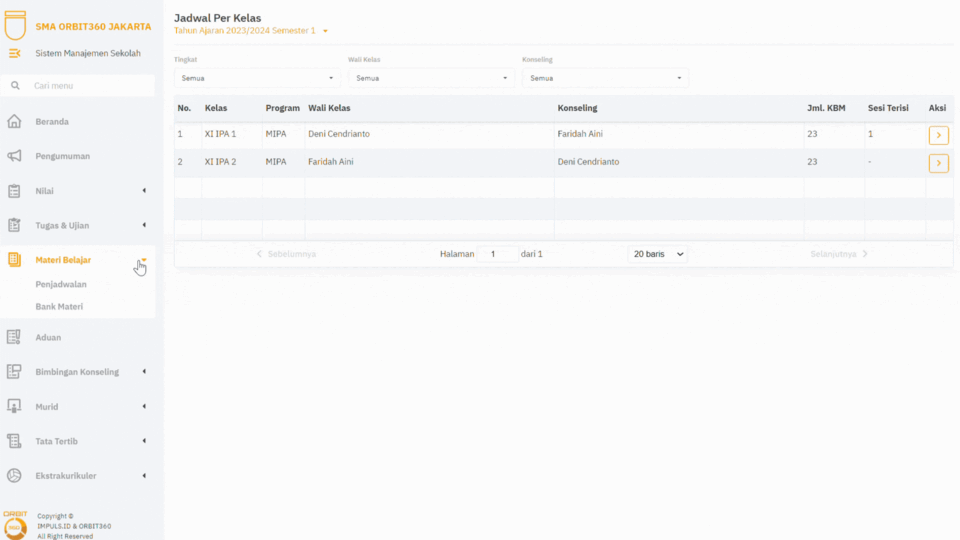 SMA ORBIT360 JAKARTA
Sistem Manajemen Sekolah
Cari menu
Beranda
Pengumuman
Nilai
Tugas & Ujian
Materi Belajar
Penjadwalan
Bank Materi
Aduan
Bimbingan Konseling
Murid
Tata Tertib
Ekstrakurikuler
ORBIT
Copyright ©
IMPULS.ID & ORBIT360
All Right Reserved
Jadwal Per Kelas
Tahun Ajaran 2023/2024 Semester 1
Tingkat Wali Kelas Konseling
Semua Semua Semua
No. Kelas Program Wali Kelas Konseling Jml. KBM Sesi Terisi Aksi
1 XI IPA 1 MIPA Deni Cendrianto Faridah Aini 23 1
2 XI IPA 2 MIPA Faridah Aini Deni Cendrianto 23 -
Sebelumnya Halaman 1 dari 1 20 baris Selanjutnya